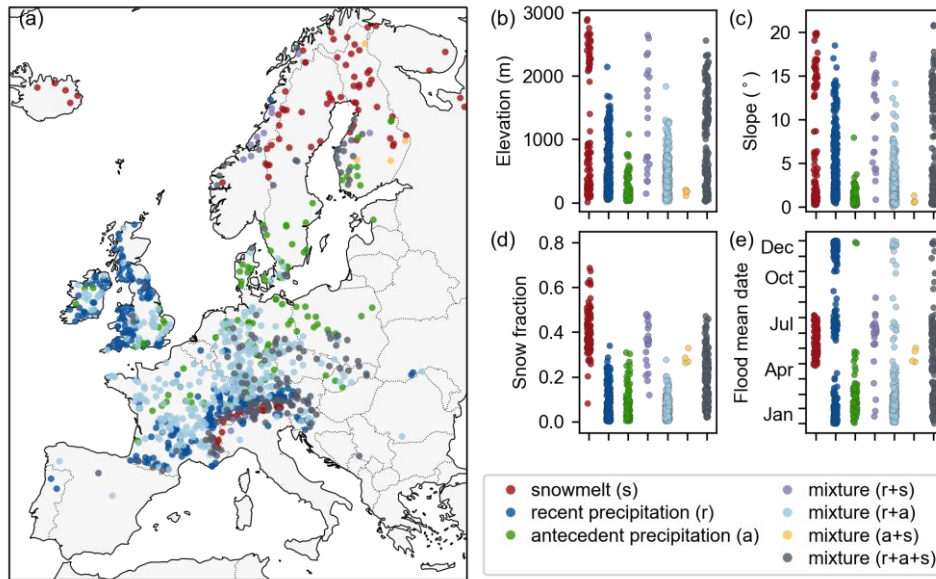 (a)
(b)
3000
2000
1000
0
Elevation (m)
(c)
20
15
10
5
0
Slope (°)
(d)
0.8
0.6
0.4
0.2
0.0
Snow fraction
(e)
Dec
Oct
Jul
Apr
Jan
Flood mean date
snowmelt (s)
recent precipitation (r)
antecedent precipitation (a)
mixture (r+s)
mixture (r+a)
mixture (a+s)
mixture (r+a+s)